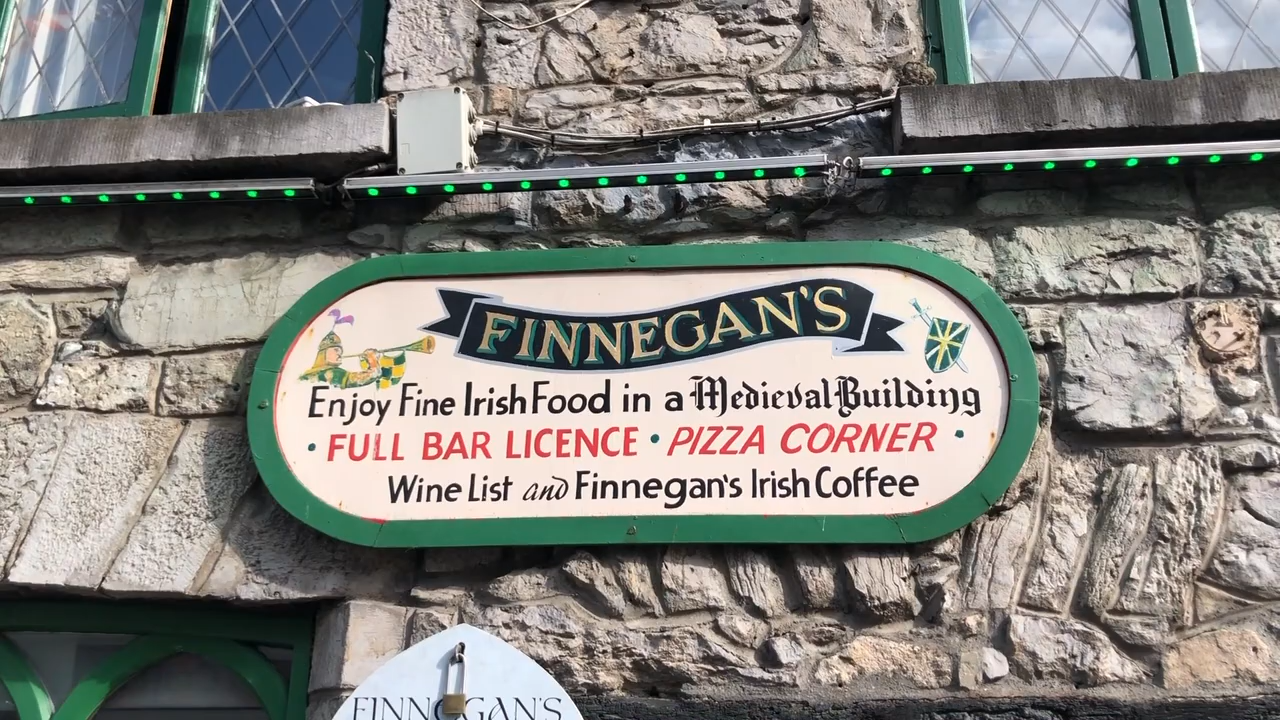 FINNEGAN'S
Enjoy Fine Irish Food in a Medieval Building
• FULL BAR LICENCE • PIZZA CORNER •
Wine List and Finnegan's Irish Coffee
FINNEGAN'S